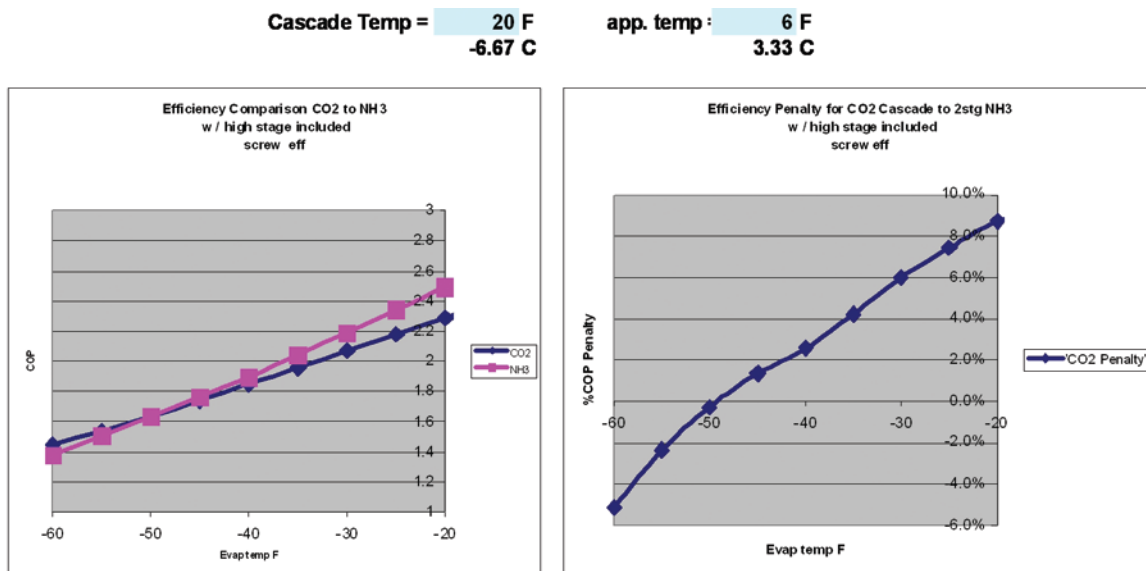 Cascade Temp = 20 F
-6.67 C
app. temp = 6 F
3.33 C
Efficiency Comparison CO2 to NH3
w / high stage included
screw eff
COP
3
2.8
2.6
2.4
2.2
2
1.8
1.6
1.4
1.2
1
-60 -50 -40 -30 -20
Evap temp F
CO2
NH3
Efficiency Penalty for CO2 Cascade to 2stg NH3
w / high stage included
screw eff
%COP Penalty
10.0%
8.0%
6.0%
4.0%
2.0%
0.0%
-2.0%
-4.0%
-6.0%
-60 -50 -40 -30 -20
Evap temp F
'CO2 Penalty'